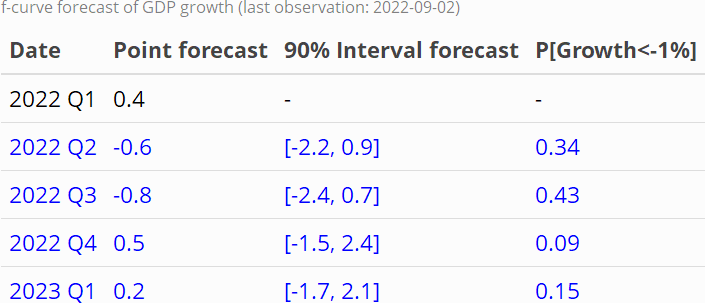 f-curve forecast of GDP growth (last observation: 2022-09-02)
Date Point forecast 90% Interval forecast P[Growth<-1%]
2022 Q1 0.4 - -
2022 Q2 -0.6 [-2.2, 0.9] 0.34
2022 Q3 -0.8 [-2.4, 0.7] 0.43
2022 Q4 0.5 [-1.5, 2.4] 0.09
2023 Q1 0.2 [-1.7, 2.1] 0.15